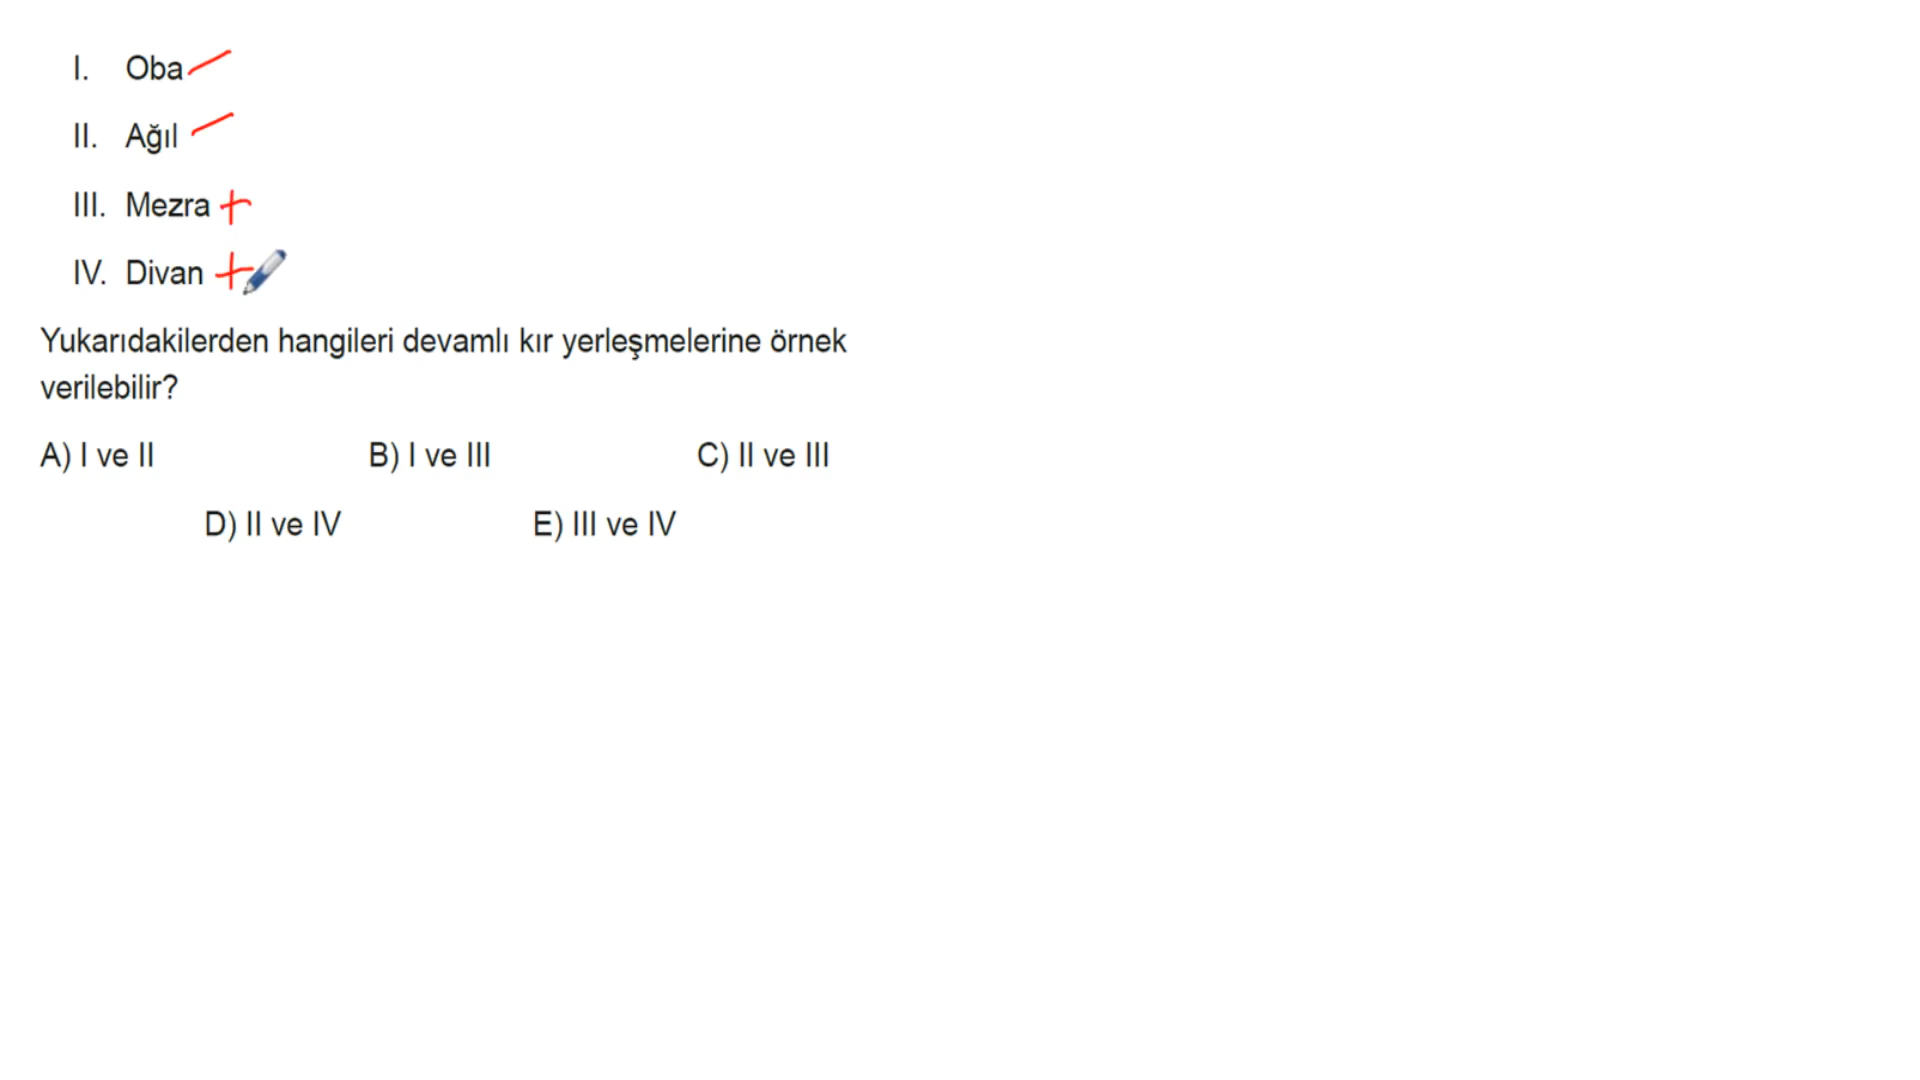 I. Oba
II. Ağıl
III. Mezra +
IV. Divan +
Yukarıdakilerden hangileri devamlı kır yerleşmelerine örnek
verilebilir?
A) I ve II B) I ve III C) II ve III
D) II ve IV E) III ve IV